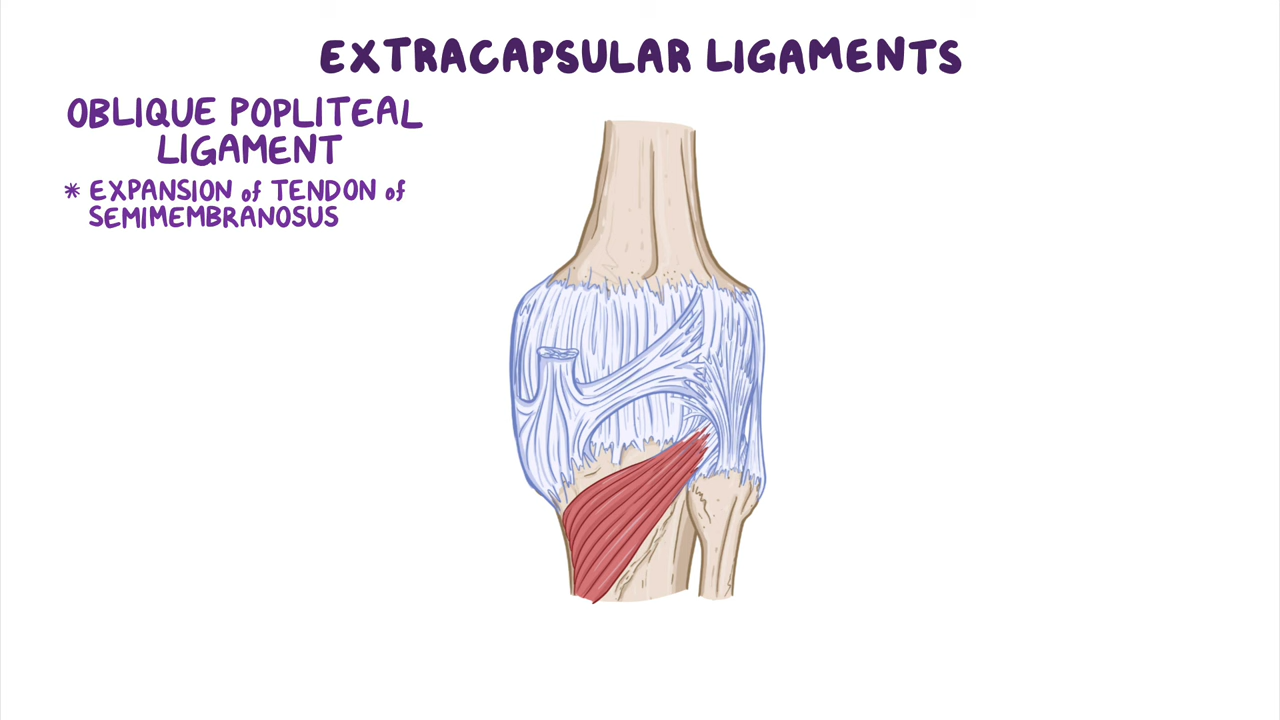 EXTRACAPSULAR LIGAMENTS
OBLIQUE POPLITEAL
LIGAMENT
* EXPANSION of TENDON of
SEMIMEMBRANOSUS